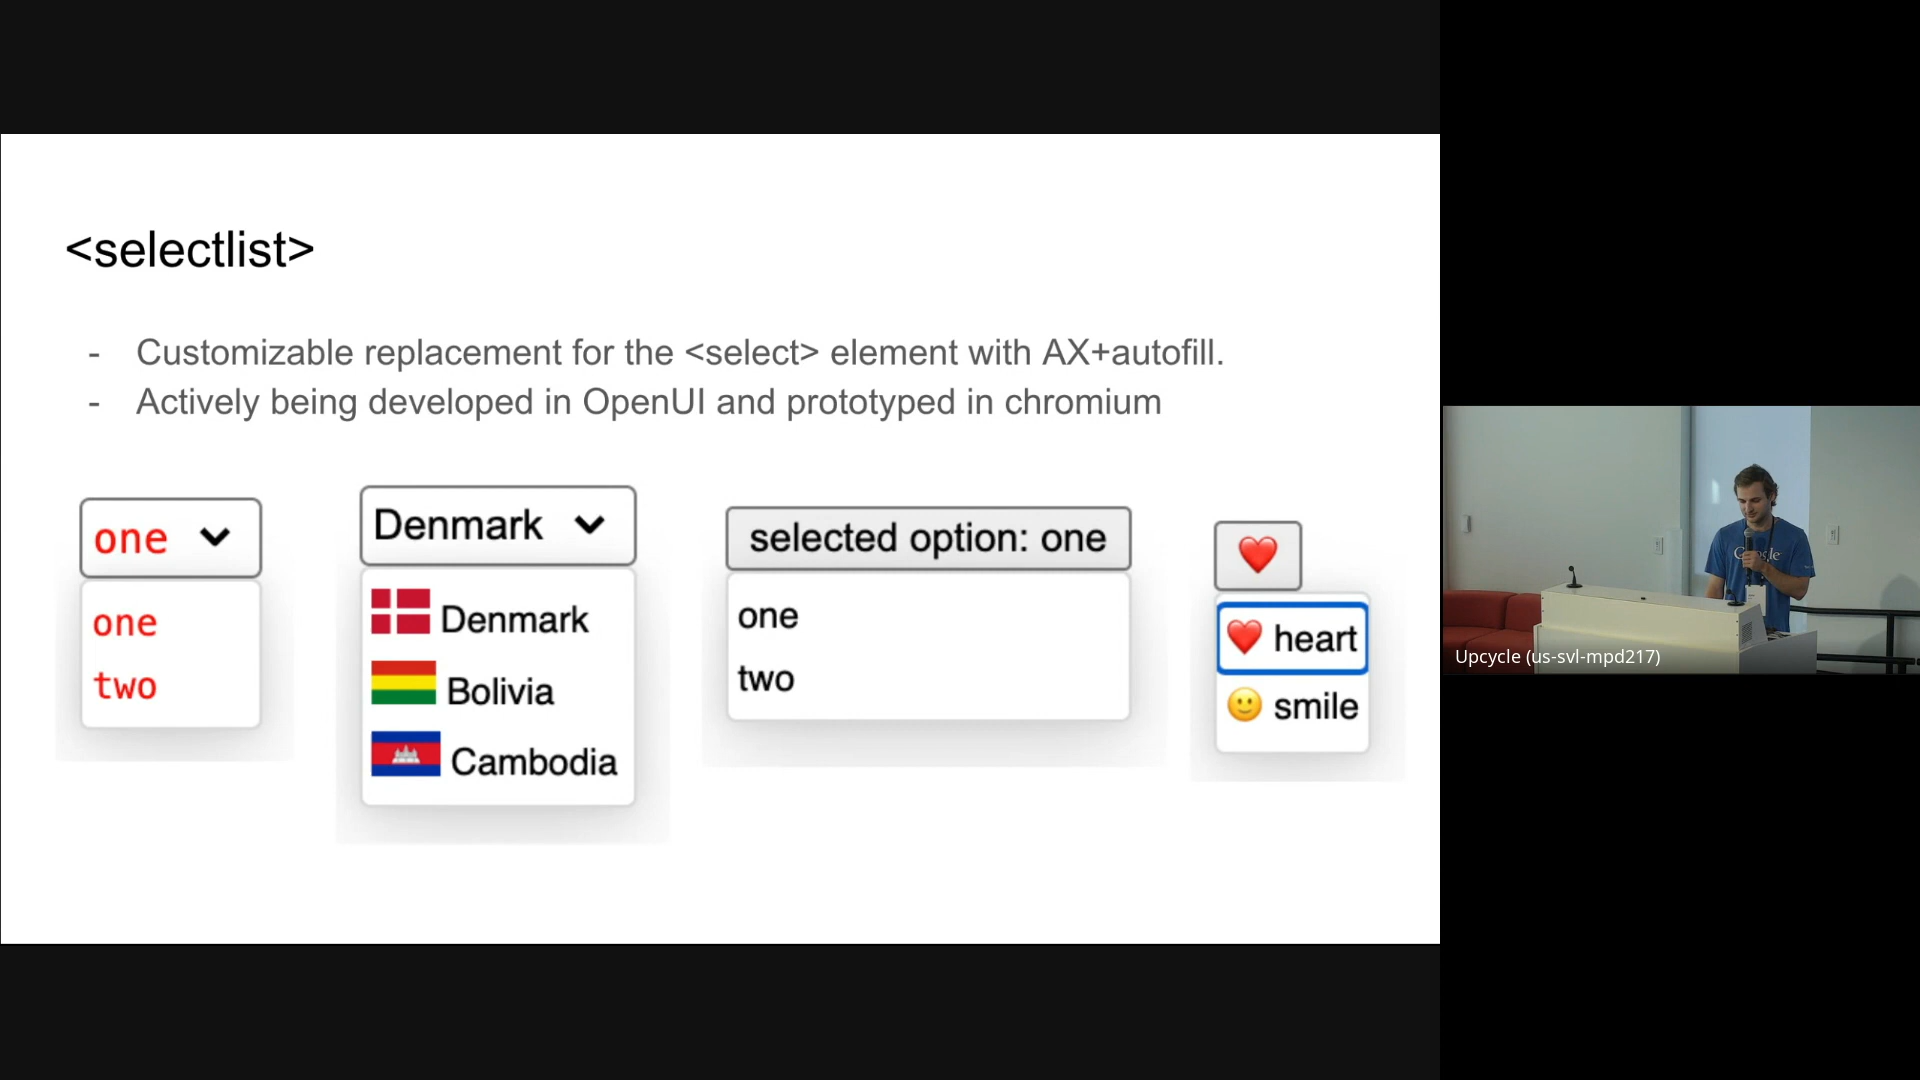 <selectlist>
- Customizable replacement for the <select> element with AX+autofill.
- Actively being developed in OpenUI and prototyped in chromium
one
one
two
Denmark
Denmark
Bolivia
Cambodia
selected option: one
one
two
❤️
❤️ heart
🙂 smile
Google
Upcycle (us-svl-mpd217)